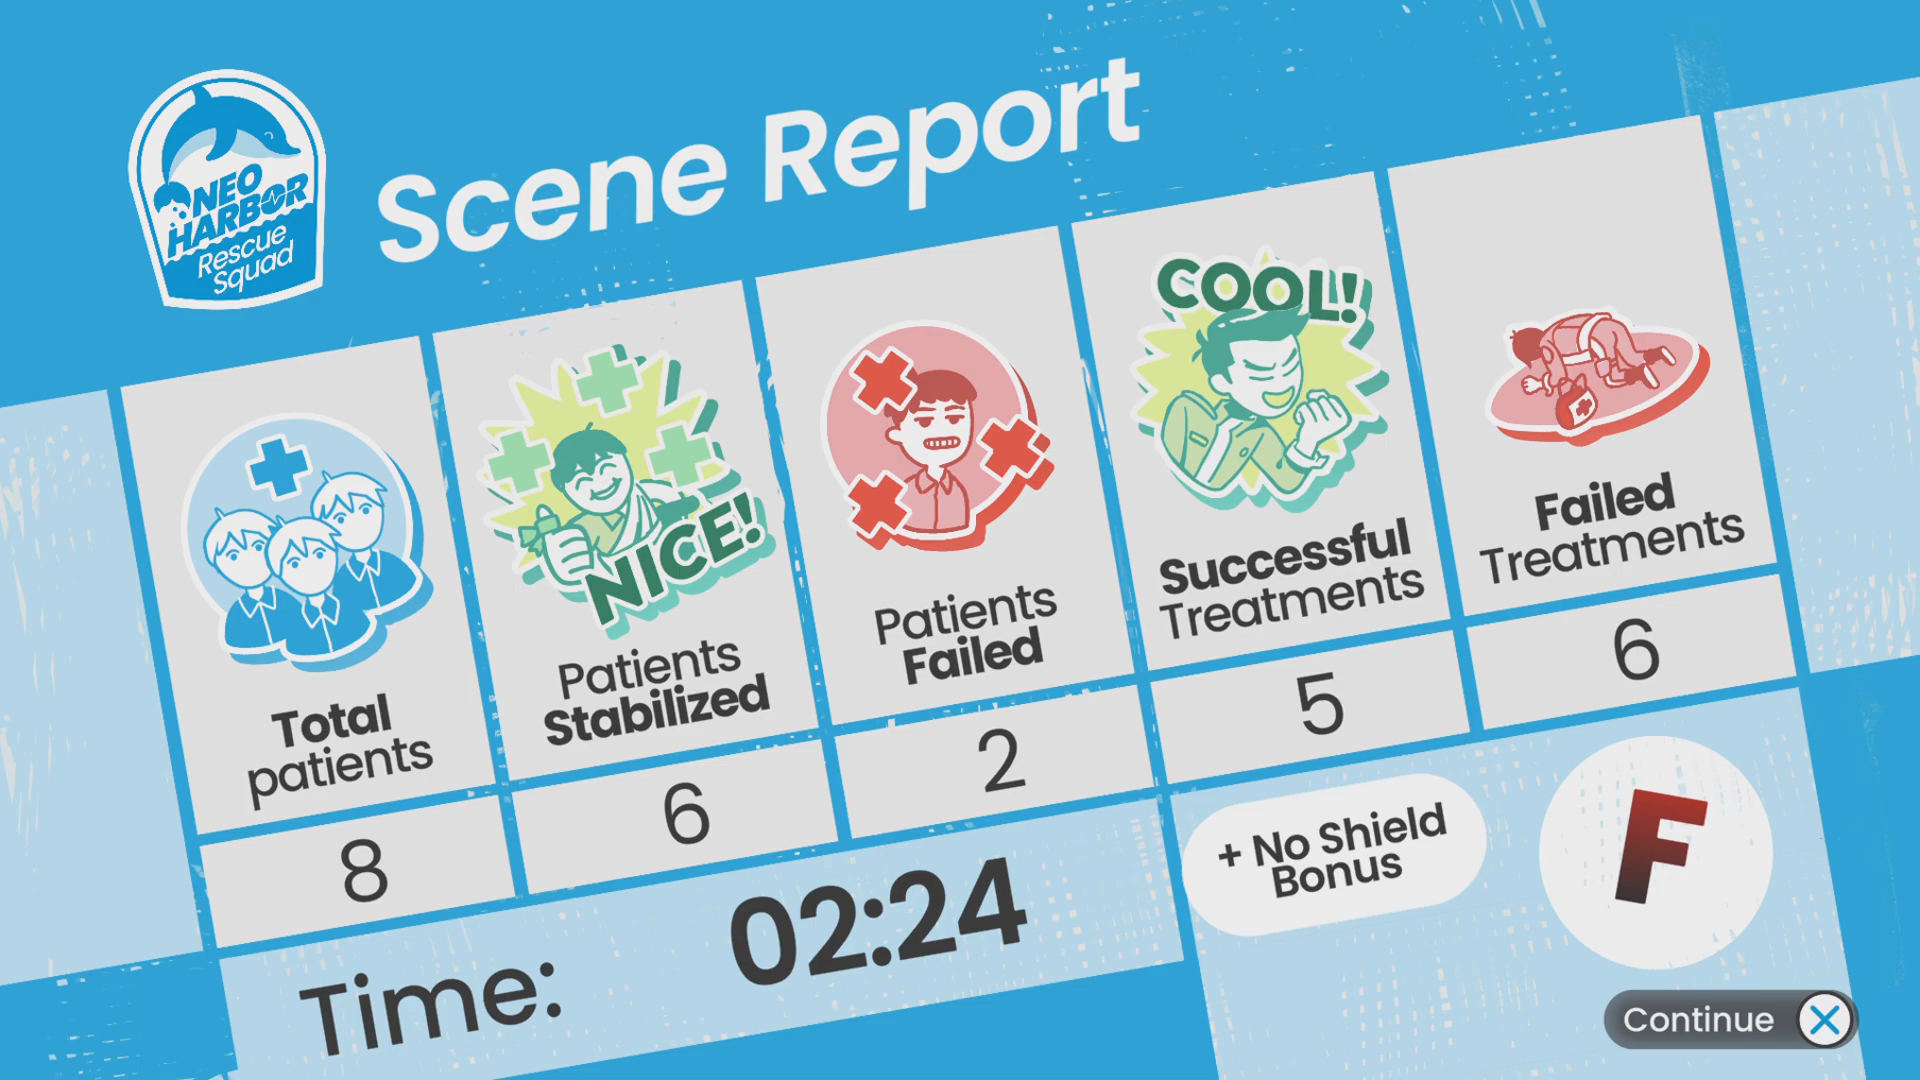 NEO
HARBOR
Rescue
Squad
Scene Report
Total
patients
8
NICE!
Patients
Stabilized
6
Patients
Failed
2
COOL!!
Successful
Treatments
5
Failed
Treatments
6
Time: 02:24
+ No Shield
Bonus
F
Continue